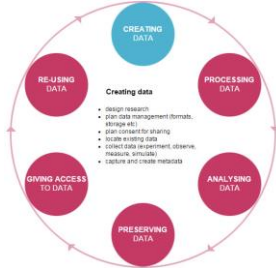 CREATING
DATA
RE-USING
DATA
PROCESSING
DATA
Creating data
• design research
• plan data management (formats,
storage etc)
• plan consent for sharing
• locate existing data
• collect data (experiment, observe,
measure, simulate)
• capture and create metadata
GIVING ACCESS
TO DATA
ANALYSING
DATA
PRESERVING
DATA